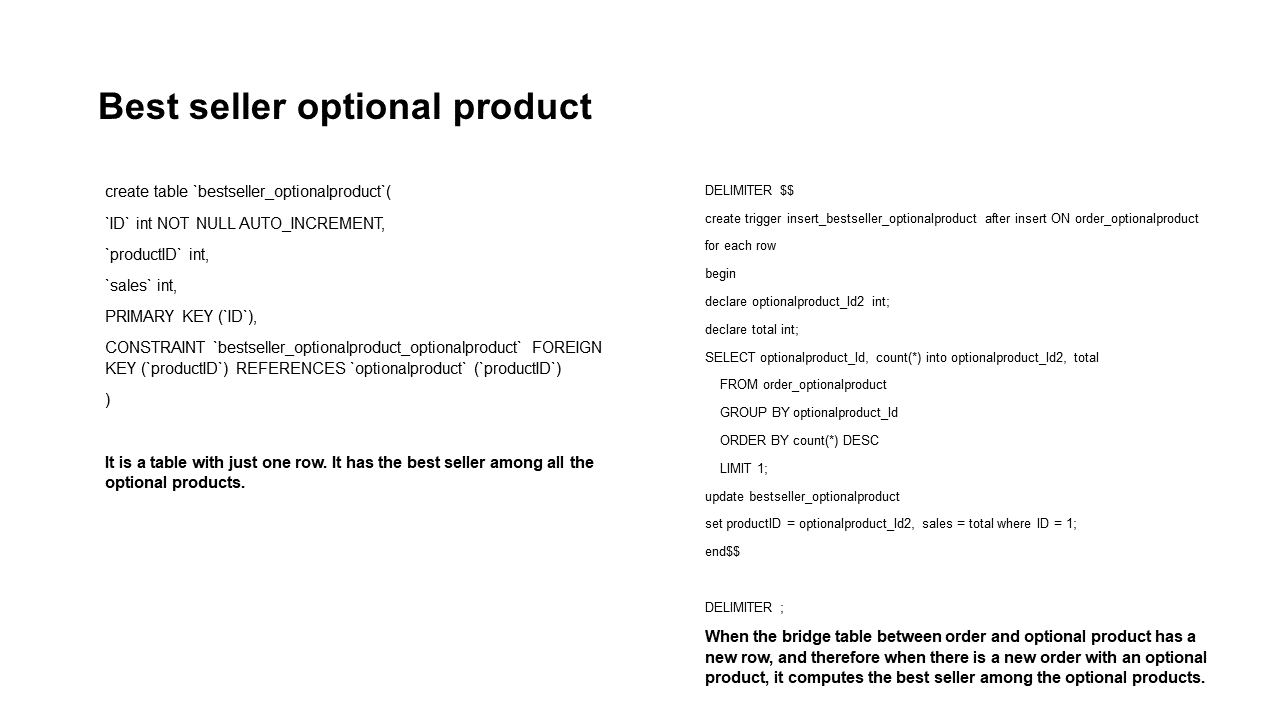 Best seller optional product
create table `bestseller_optionalproduct`(
`ID` int NOT NULL AUTO_INCREMENT,
`productID` int,
`sales` int,
PRIMARY KEY (`ID`),
CONSTRAINT `bestseller_optionalproduct_optionalproduct` FOREIGN
KEY (`productID`) REFERENCES `optionalproduct` (`productID`)
)
It is a table with just one row. It has the best seller among all the
optional products.
DELIMITER $$
create trigger insert_bestseller_optionalproduct after insert ON order_optionalproduct
for each row
begin
declare optionalproduct_Id2 int;
declare total int;
SELECT optionalproduct_Id, count(*) into optionalproduct_Id2, total
FROM order_optionalproduct
GROUP BY optionalproduct_Id
ORDER BY count(*) DESC
LIMIT 1;
update bestseller_optionalproduct
set productID = optionalproduct_Id2, sales = total where ID = 1;
end$$
DELIMITER ;
When the bridge table between order and optional product has a
new row, and therefore when there is a new order with an optional
product, it computes the best seller among the optional products.